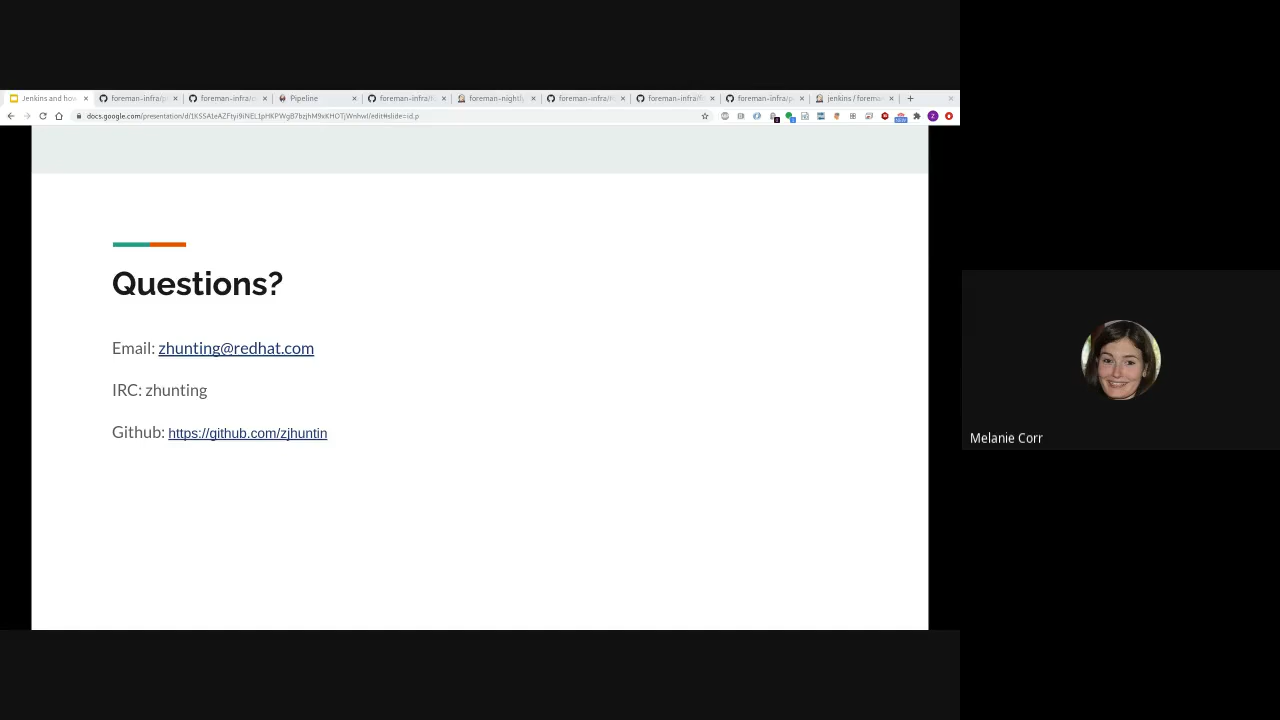 Jenkins and how
foreman-infra/p
foreman-infra/
Pipeline
foreman-infra/
foreman-nightly
foreman-infra/
foreman-infra/
foreman-infra/p
jenkins / forema
Questions?
Email: zhunting@redhat.com
IRC: zhunting
Github: https://github.com/zjhuntin
Melanie Corr